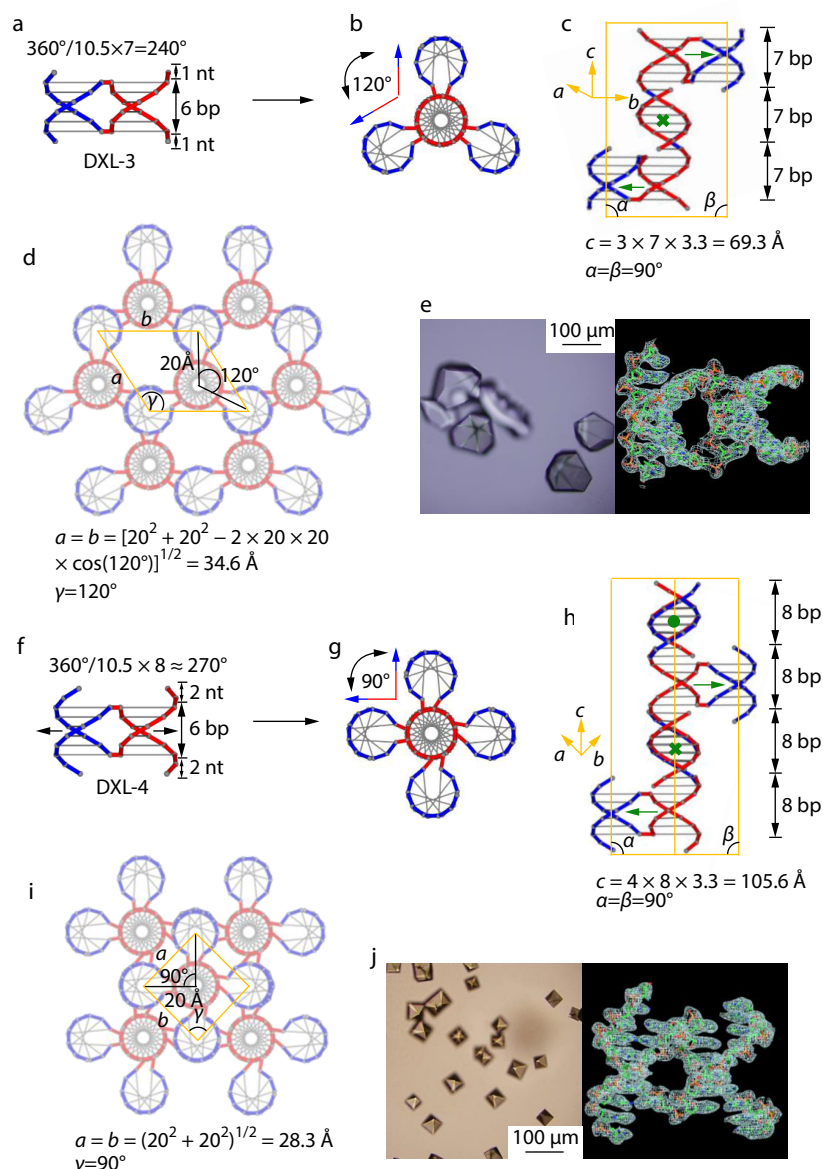 a
360°/10.5×7=240°
1 nt
6 bp
1 nt
DXL-3
b
120°
c
c
a
b
α
β
7 bp
7 bp
7 bp
c = 3 × 7 × 3.3 = 69.3 Å
α=β=90°
d
b
a
20Å
120°
γ
a = b = [20² + 20² − 2 × 20 × 20
× cos(120°)]¹/² = 34.6 Å
γ=120°
e
100 μm
f
360°/10.5 × 8 ≈ 270°
2 nt
6 bp
2 nt
DXL-4
g
90°
h
c
a
b
α
β
8 bp
8 bp
8 bp
8 bp
c = 4 × 8 × 3.3 = 105.6 Å
α=β=90°
i
a
90°
20 Å
b
γ
a = b = (20² + 20²)¹/² = 28.3 Å
γ=90°
j
100 μm